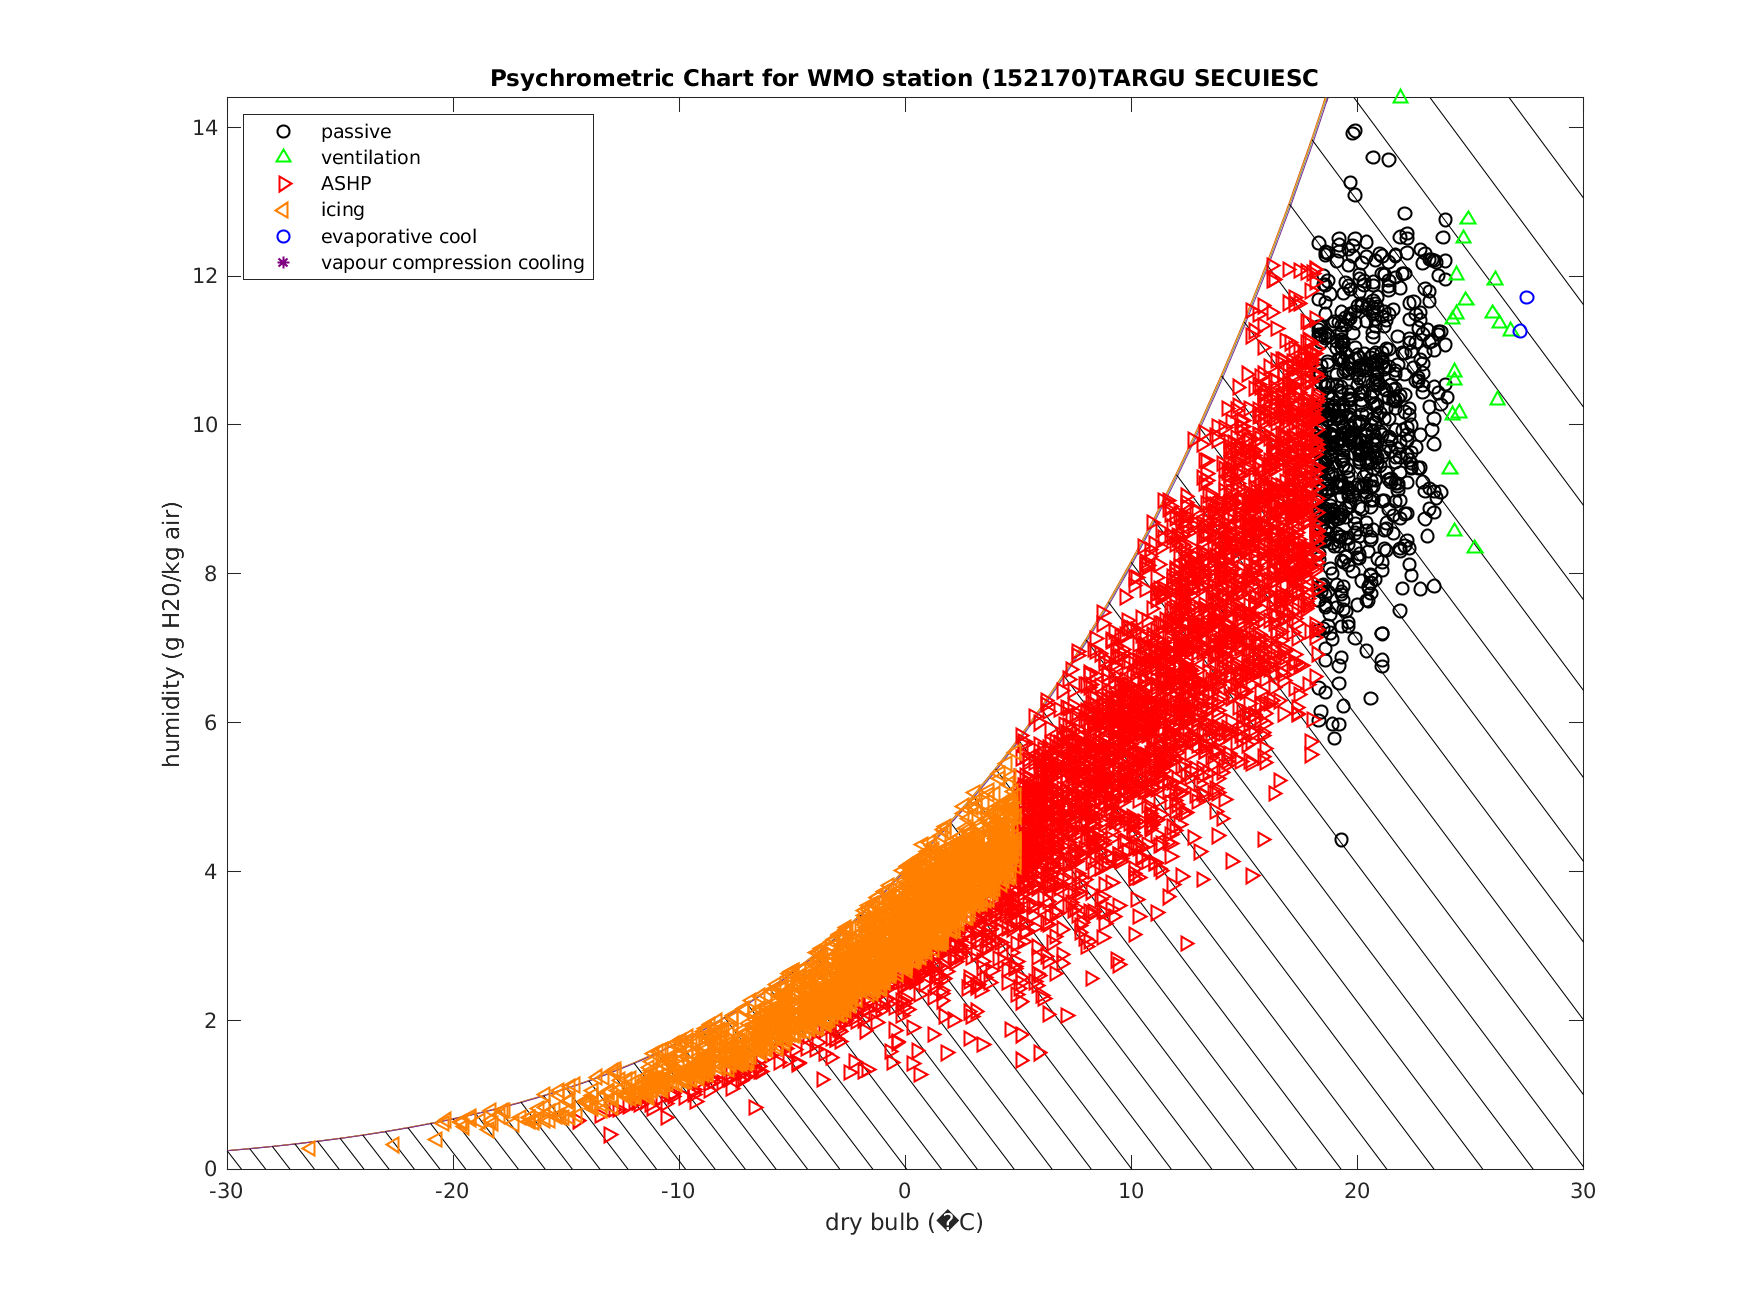 Psychrometric Chart for WMO station (152170)TARGU SECUIESC
14
12
10
8
6
4
2
0
humidity (g H20/kg air)
passive
ventilation
ASHP
icing
evaporative cool
vapour compression cooling
-30
-20
-10
0
10
20
30
dry bulb (�C)